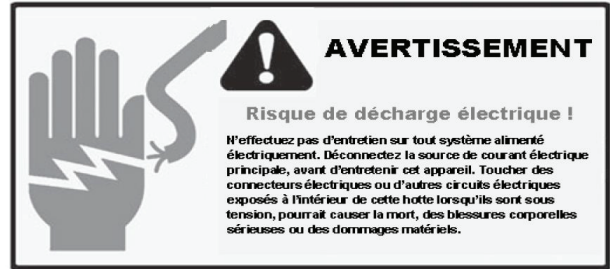 AVERTISSEMENT
Risque de décharge électrique !
N'effectuez pas d'entretien sur tout système alimenté
électriquement. Déconnectez la source de courant électrique
principale, avant d'entretenir cet appareil. Toucher des
connecteurs électriques ou d'autres circuits électriques
exposés à l'intérieur de cette hotte lorsqu'ils sont sous
tension, pourrait causer la mort, des blessures corporelles
sérieuses ou des dommages matériels.